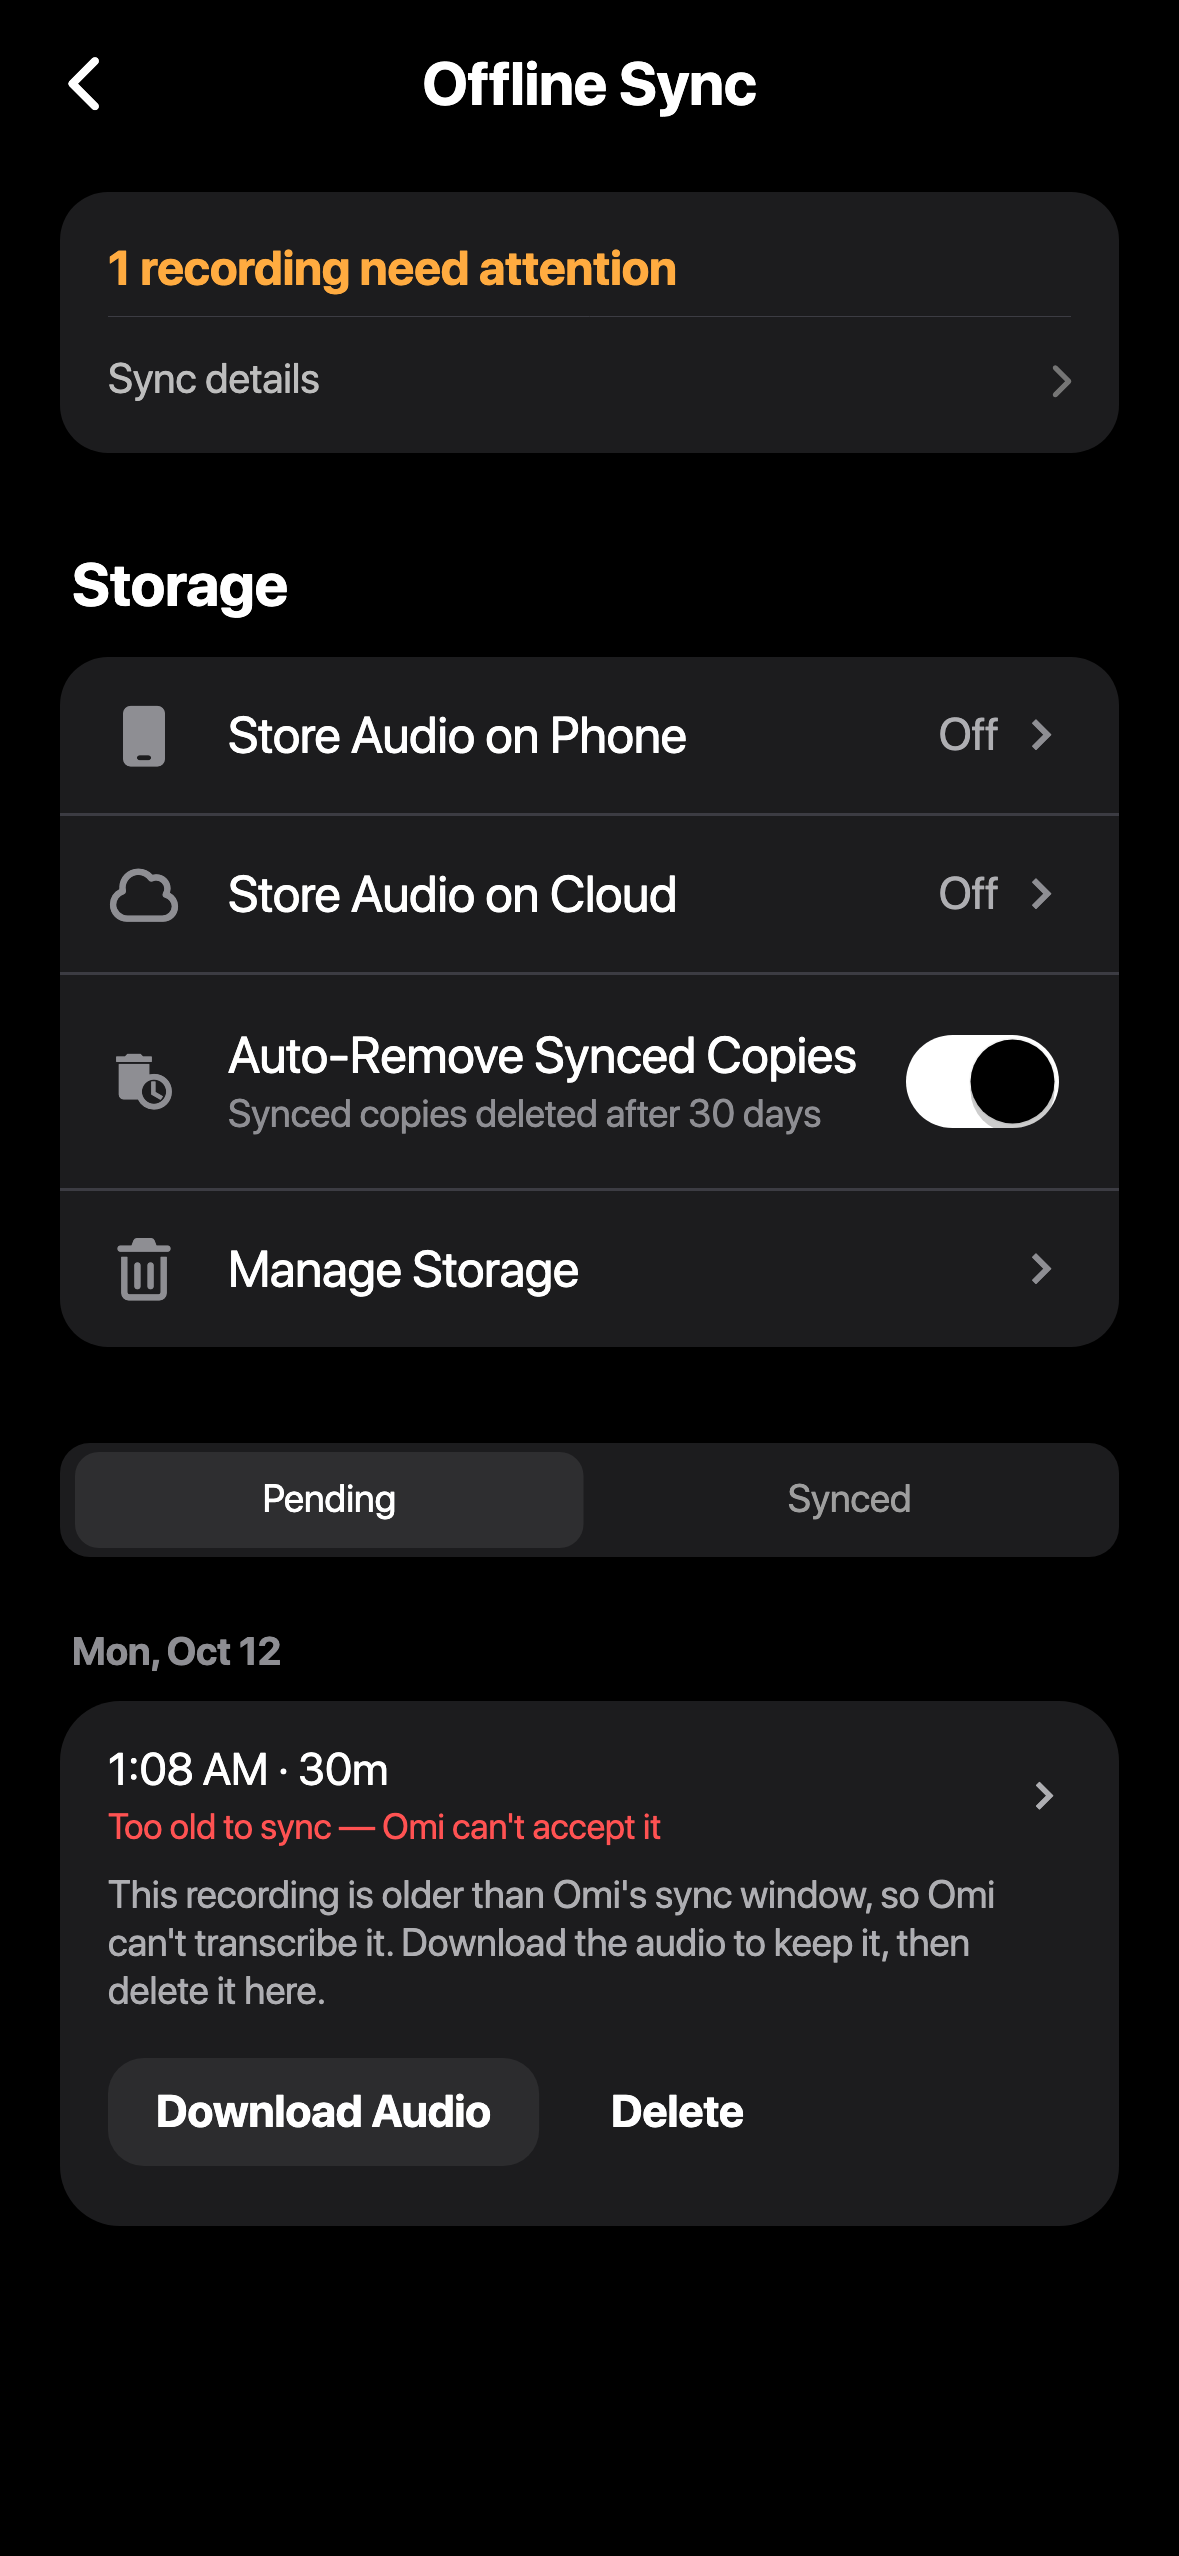 Offline Sync
1 recording need attention
Sync details
Storage
Store Audio on Phone Off
Store Audio on Cloud Off
Auto-Remove Synced Copies
Synced copies deleted after 30 days
Manage Storage
Pending Synced
Mon, Oct 12
1:08 AM · 30m
Too old to sync — Omi can't accept it
This recording is older than Omi's sync window, so Omi
can't transcribe it. Download the audio to keep it, then
delete it here.
Download Audio Delete